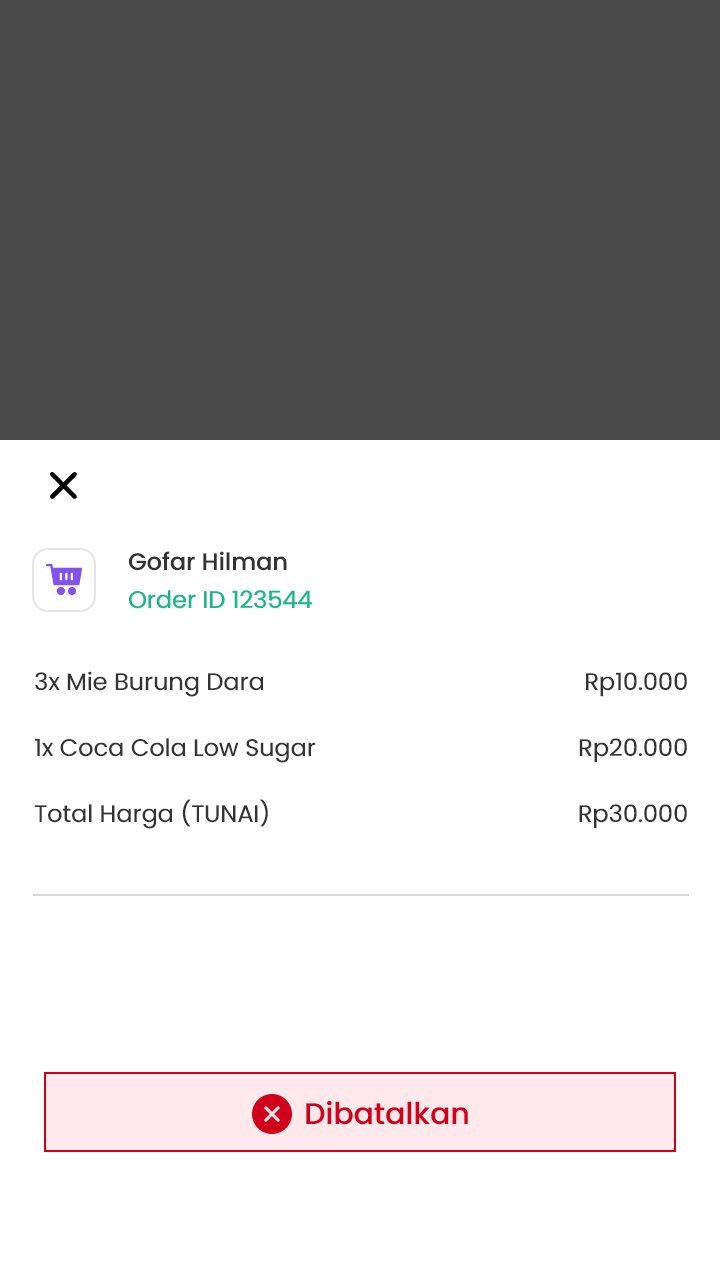 Gofar Hilman
Order ID 123544
3x Mie Burung Dara Rp10.000
1x Coca Cola Low Sugar Rp20.000
Total Harga (TUNAI) Rp30.000
Dibatalkan